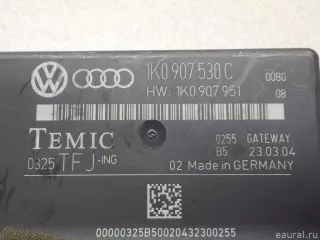 1K0 907 530 C
0080
HW: 1K0 907 951
08
TEMIC
0255 GATEWAY
0325 TFJ-ING
B5 23.03.04
02 Made in GERMANY
00000325B50020432300255
© eaural.ru